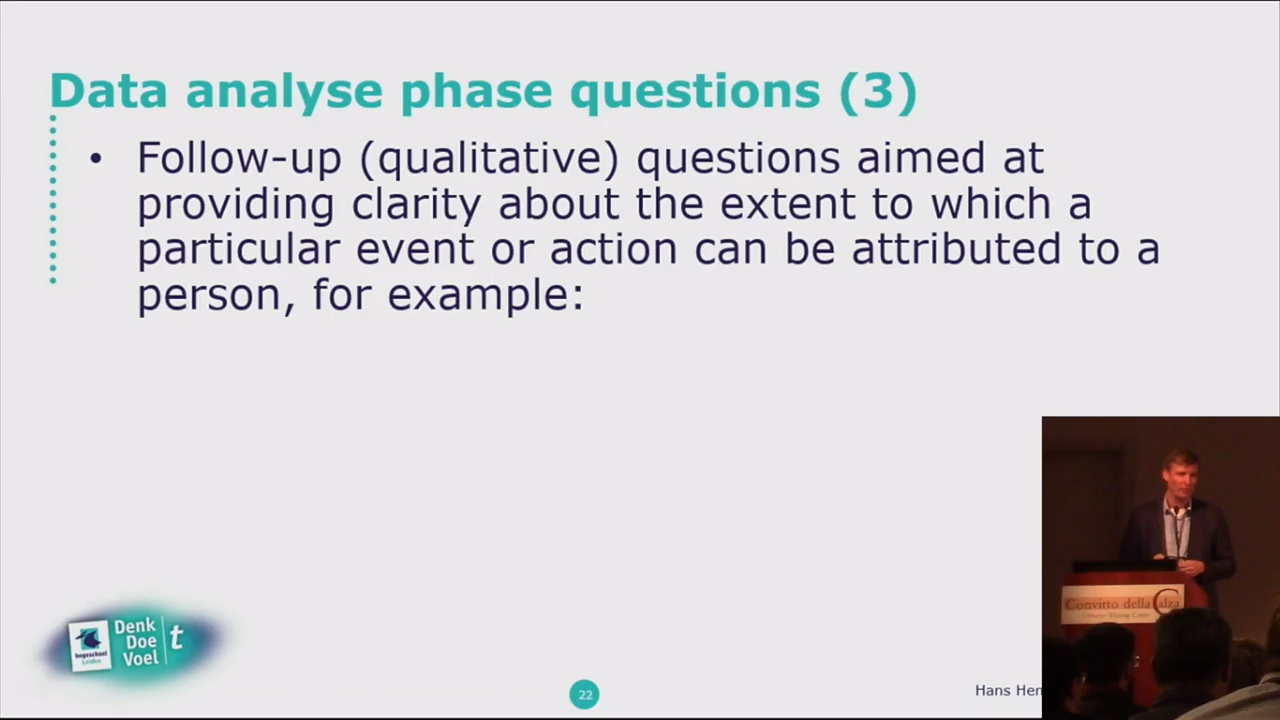 Data analyse phase questions (3)
• Follow-up (qualitative) questions aimed at
providing clarity about the extent to which a
particular event or action can be attributed to a
person, for example:
Convitto della Calza
hogeschool
Leiden
Denk
Doe
Voel
t
22
Hans Hen